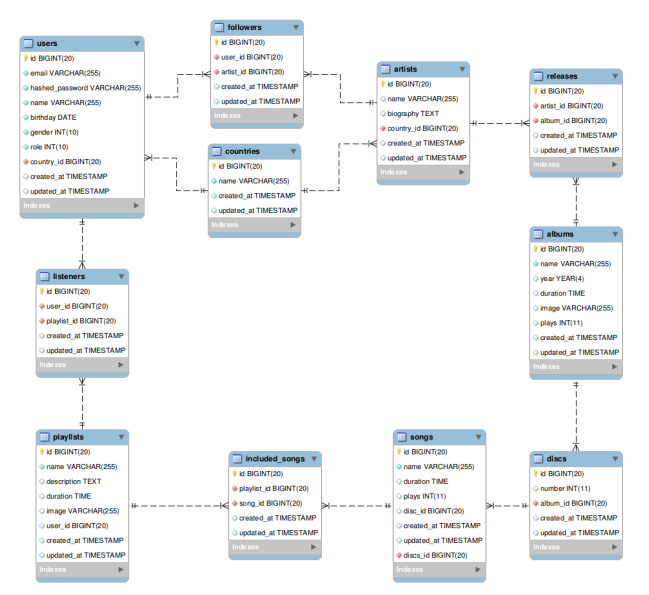 users
id BIGINT(20)
email VARCHAR(255)
hashed_password VARCHAR(255)
name VARCHAR(255)
birthday DATE
gender INT(10)
role INT(10)
country_id BIGINT(20)
created_at TIMESTAMP
updated_at TIMESTAMP
Indexes
followers
id BIGINT(20)
user_id BIGINT(20)
artist_id BIGINT(20)
created_at TIMESTAMP
updated_at TIMESTAMP
Indexes
artists
id BIGINT(20)
name VARCHAR(255)
biography TEXT
country_id BIGINT(20)
created_at TIMESTAMP
updated_at TIMESTAMP
Indexes
releases
id BIGINT(20)
artist_id BIGINT(20)
album_id BIGINT(20)
created_at TIMESTAMP
updated_at TIMESTAMP
Indexes
countries
id BIGINT(20)
name VARCHAR(255)
created_at TIMESTAMP
updated_at TIMESTAMP
Indexes
albums
id BIGINT(20)
name VARCHAR(255)
year YEAR(4)
duration TIME
image VARCHAR(255)
plays INT(11)
created_at TIMESTAMP
updated_at TIMESTAMP
Indexes
listeners
id BIGINT(20)
user_id BIGINT(20)
playlist_id BIGINT(20)
created_at TIMESTAMP
updated_at TIMESTAMP
Indexes
playlists
id BIGINT(20)
name VARCHAR(255)
description TEXT
duration TIME
image VARCHAR(255)
user_id BIGINT(20)
created_at TIMESTAMP
updated_at TIMESTAMP
Indexes
included_songs
id BIGINT(20)
playlist_id BIGINT(20)
song_id BIGINT(20)
created_at TIMESTAMP
updated_at TIMESTAMP
Indexes
songs
id BIGINT(20)
name VARCHAR(255)
duration TIME
plays INT(11)
disc_id BIGINT(20)
created_at TIMESTAMP
updated_at TIMESTAMP
discs_id BIGINT(20)
Indexes
discs
id BIGINT(20)
number INT(11)
album_id BIGINT(20)
created_at TIMESTAMP
updated_at TIMESTAMP
Indexes